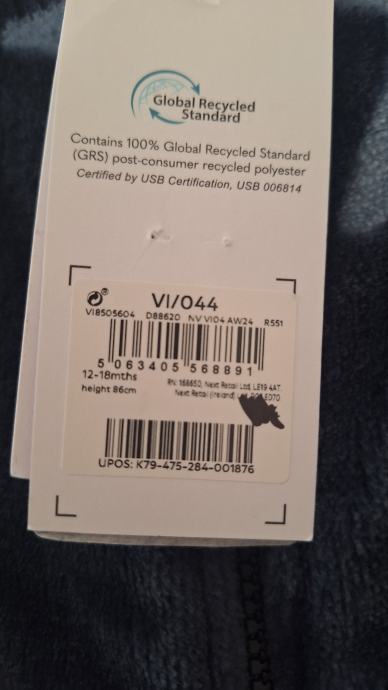 Global Recycled
Standard
Contains 100% Global Recycled Standard
(GRS) post-consumer recycled polyester
Certified by USB Certification, USB 006814
VI/044
VI8505604 D88620 NV VI04 AW24 R551
5 063405 568891
12-18mths
height 86cm
RN: 168650, Next Retail Ltd, LE19 4AT.
Next Retail (Ireland) ED70
UPOS: K79-475-284-001876